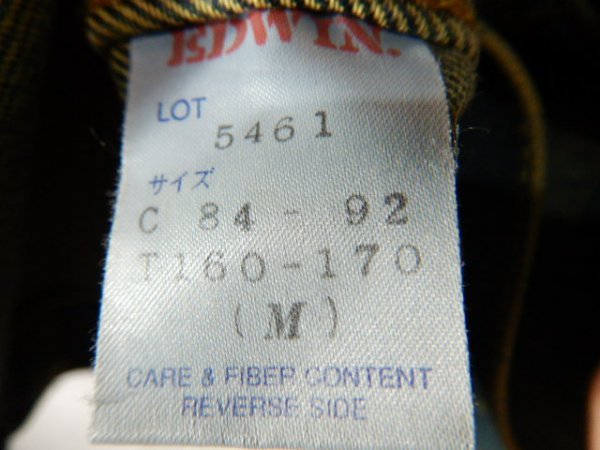 EDWIN.
LOT
5461
サイズ
C 84 - 92
T160-170
(M)
CARE & FIBER CONTENT
REVERSE SIDE